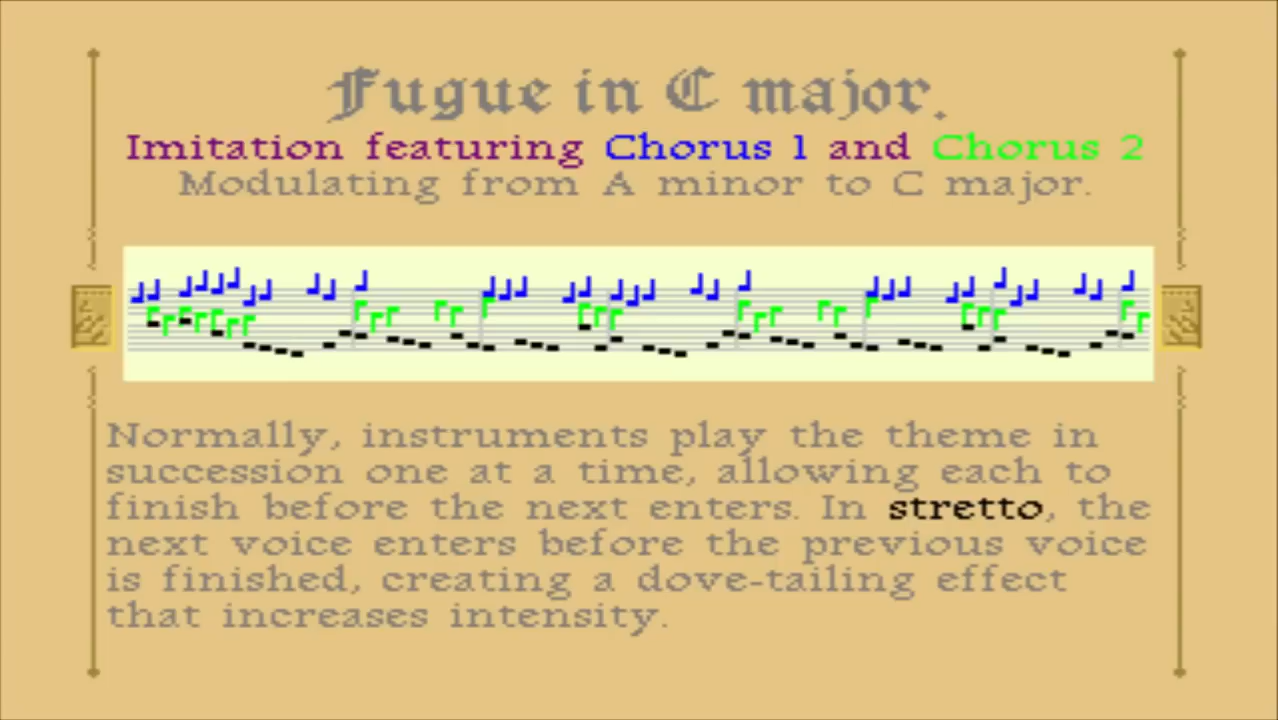 Fugue in C major.
Imitation featuring Chorus 1 and Chorus 2
Modulating from A minor to C major.
Normally, instruments play the theme in
succession one at a time, allowing each to
finish before the next enters. In stretto, the
next voice enters before the previous voice
is finished, creating a dove-tailing effect
that increases intensity.